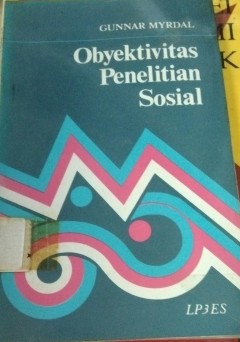 GUNNAR MYRDAL
Obyektivitas
Penelitian
Sosial
LP3ES